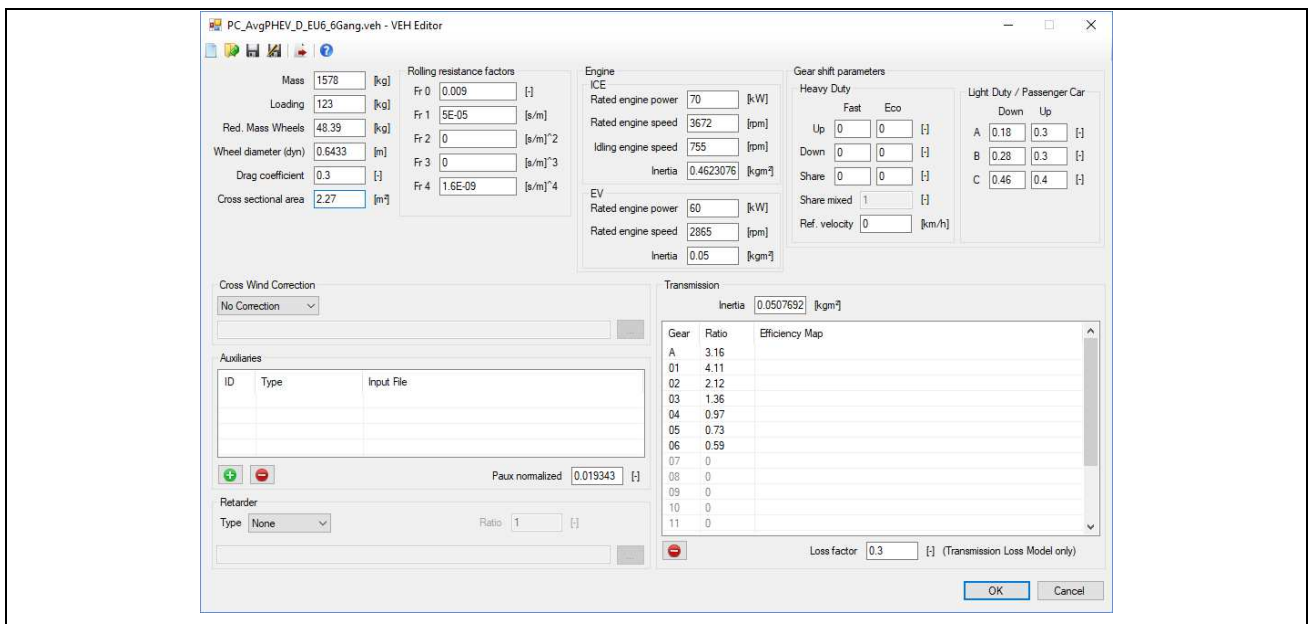 PC_AvgPHEV_D_EU6_6Gang.veh - VEH Editor
Mass 1578 [kg]
Loading 123 [kg]
Red. Mass Wheels 48.39 [kg]
Wheel diameter (dyn) 0.6433 [m]
Drag coefficient 0.3 [-]
Cross sectional area 2.27 [m²]
Rolling resistance factors
Fr 0 0.009 [-]
Fr 1 5E-05 [s/m]
Fr 2 0 [s/m]^2
Fr 3 0 [s/m]^3
Fr 4 1.6E-09 [s/m]^4
Engine
ICE
Rated engine power 70 [kW]
Rated engine speed 3672 [rpm]
Idling engine speed 755 [rpm]
Inertia 0.4623076 [kgm²]
EV
Rated engine power 60 [kW]
Rated engine speed 2865 [rpm]
Inertia 0.05 [kgm²]
Gear shift parameters
Heavy Duty
Fast Eco
Up 0 0 [-]
Down 0 0 [-]
Share 0 0 [-]
Share mixed 1 [-]
Ref. velocity 0 [km/h]
Light Duty / Passenger Car
Down Up
A 0.18 0.3 [-]
B 0.28 0.3 [-]
C 0.46 0.4 [-]
Cross Wind Correction
No Correction
...
Auxiliaries
ID Type Input File
Paux normalized 0.019343 [-]
Retarder
Type None Ratio 1 [-]
...
Transmission
Inertia 0.0507692 [kgm²]
Gear Ratio Efficiency Map
A 3.16
01 4.11
02 2.12
03 1.36
04 0.97
05 0.73
06 0.59
07 0
08 0
09 0
10 0
11 0
Loss factor 0.3 [-] (Transmission Loss Model only)
OK Cancel